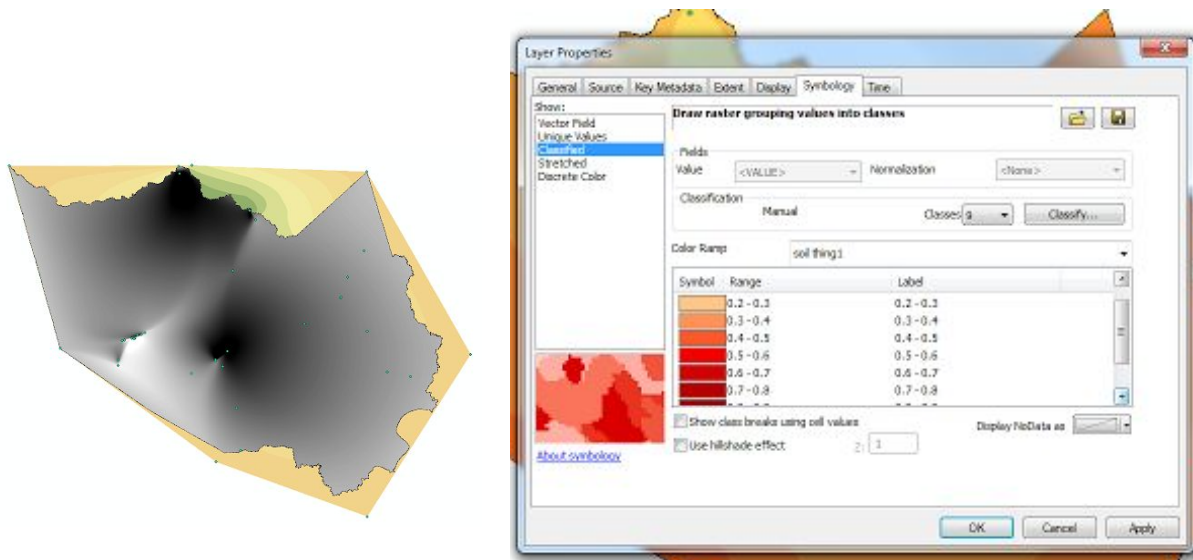 Layer Properties
General Source Key Metadata Extent Display Symbology Time
Show:
Vector Field
Unique Values
Classified
Stretched
Discrete Color
Draw raster grouping values into classes
Fields
Value <VALUE> Normalization <None>
Classification
Manual Classes 9 Classify...
Color Ramp soil thing1
Symbol Range Label
0.2 - 0.3 0.2 - 0.3
0.3 - 0.4 0.3 - 0.4
0.4 - 0.5 0.4 - 0.5
0.5 - 0.6 0.5 - 0.6
0.6 - 0.7 0.6 - 0.7
0.7 - 0.8 0.7 - 0.8
Show class breaks using cell values Display NoData as
Use hillshade effect Z: 1
About symbology
OK Cancel Apply